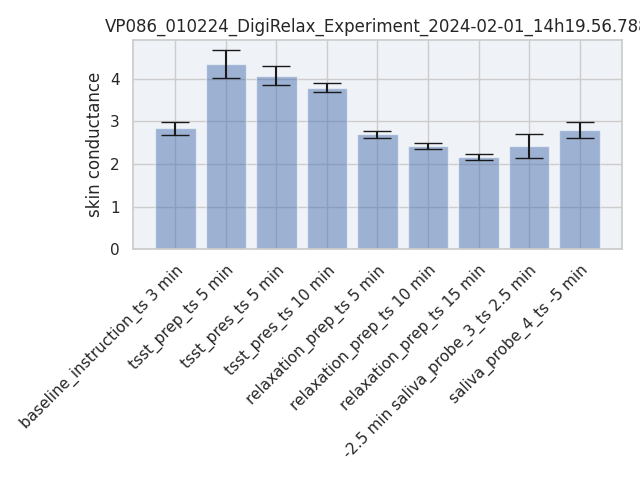 VP086_010224_DigiRelax_Experiment_2024-02-01_14h19.56.788
skin conductance
4
3
2
1
0
baseline_instruction_ts 3 min
tsst_prep_ts 5 min
tsst_pres_ts 5 min
tsst_pres_ts 10 min
relaxation_prep_ts 5 min
relaxation_prep_ts 10 min
relaxation_prep_ts 15 min
-2.5 min saliva_probe_3_ts 2.5 min
saliva_probe_4_ts -5 min